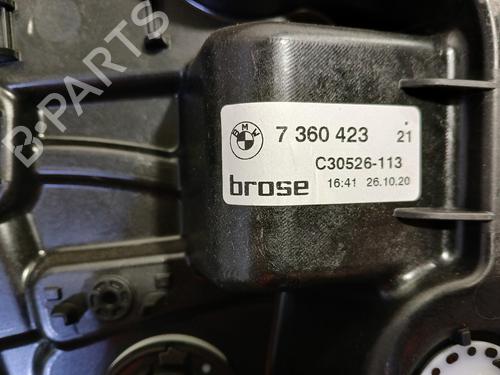 B-PARTS
BMW
7 360 423 21
C30526-113
brose 16:41 26.10.20